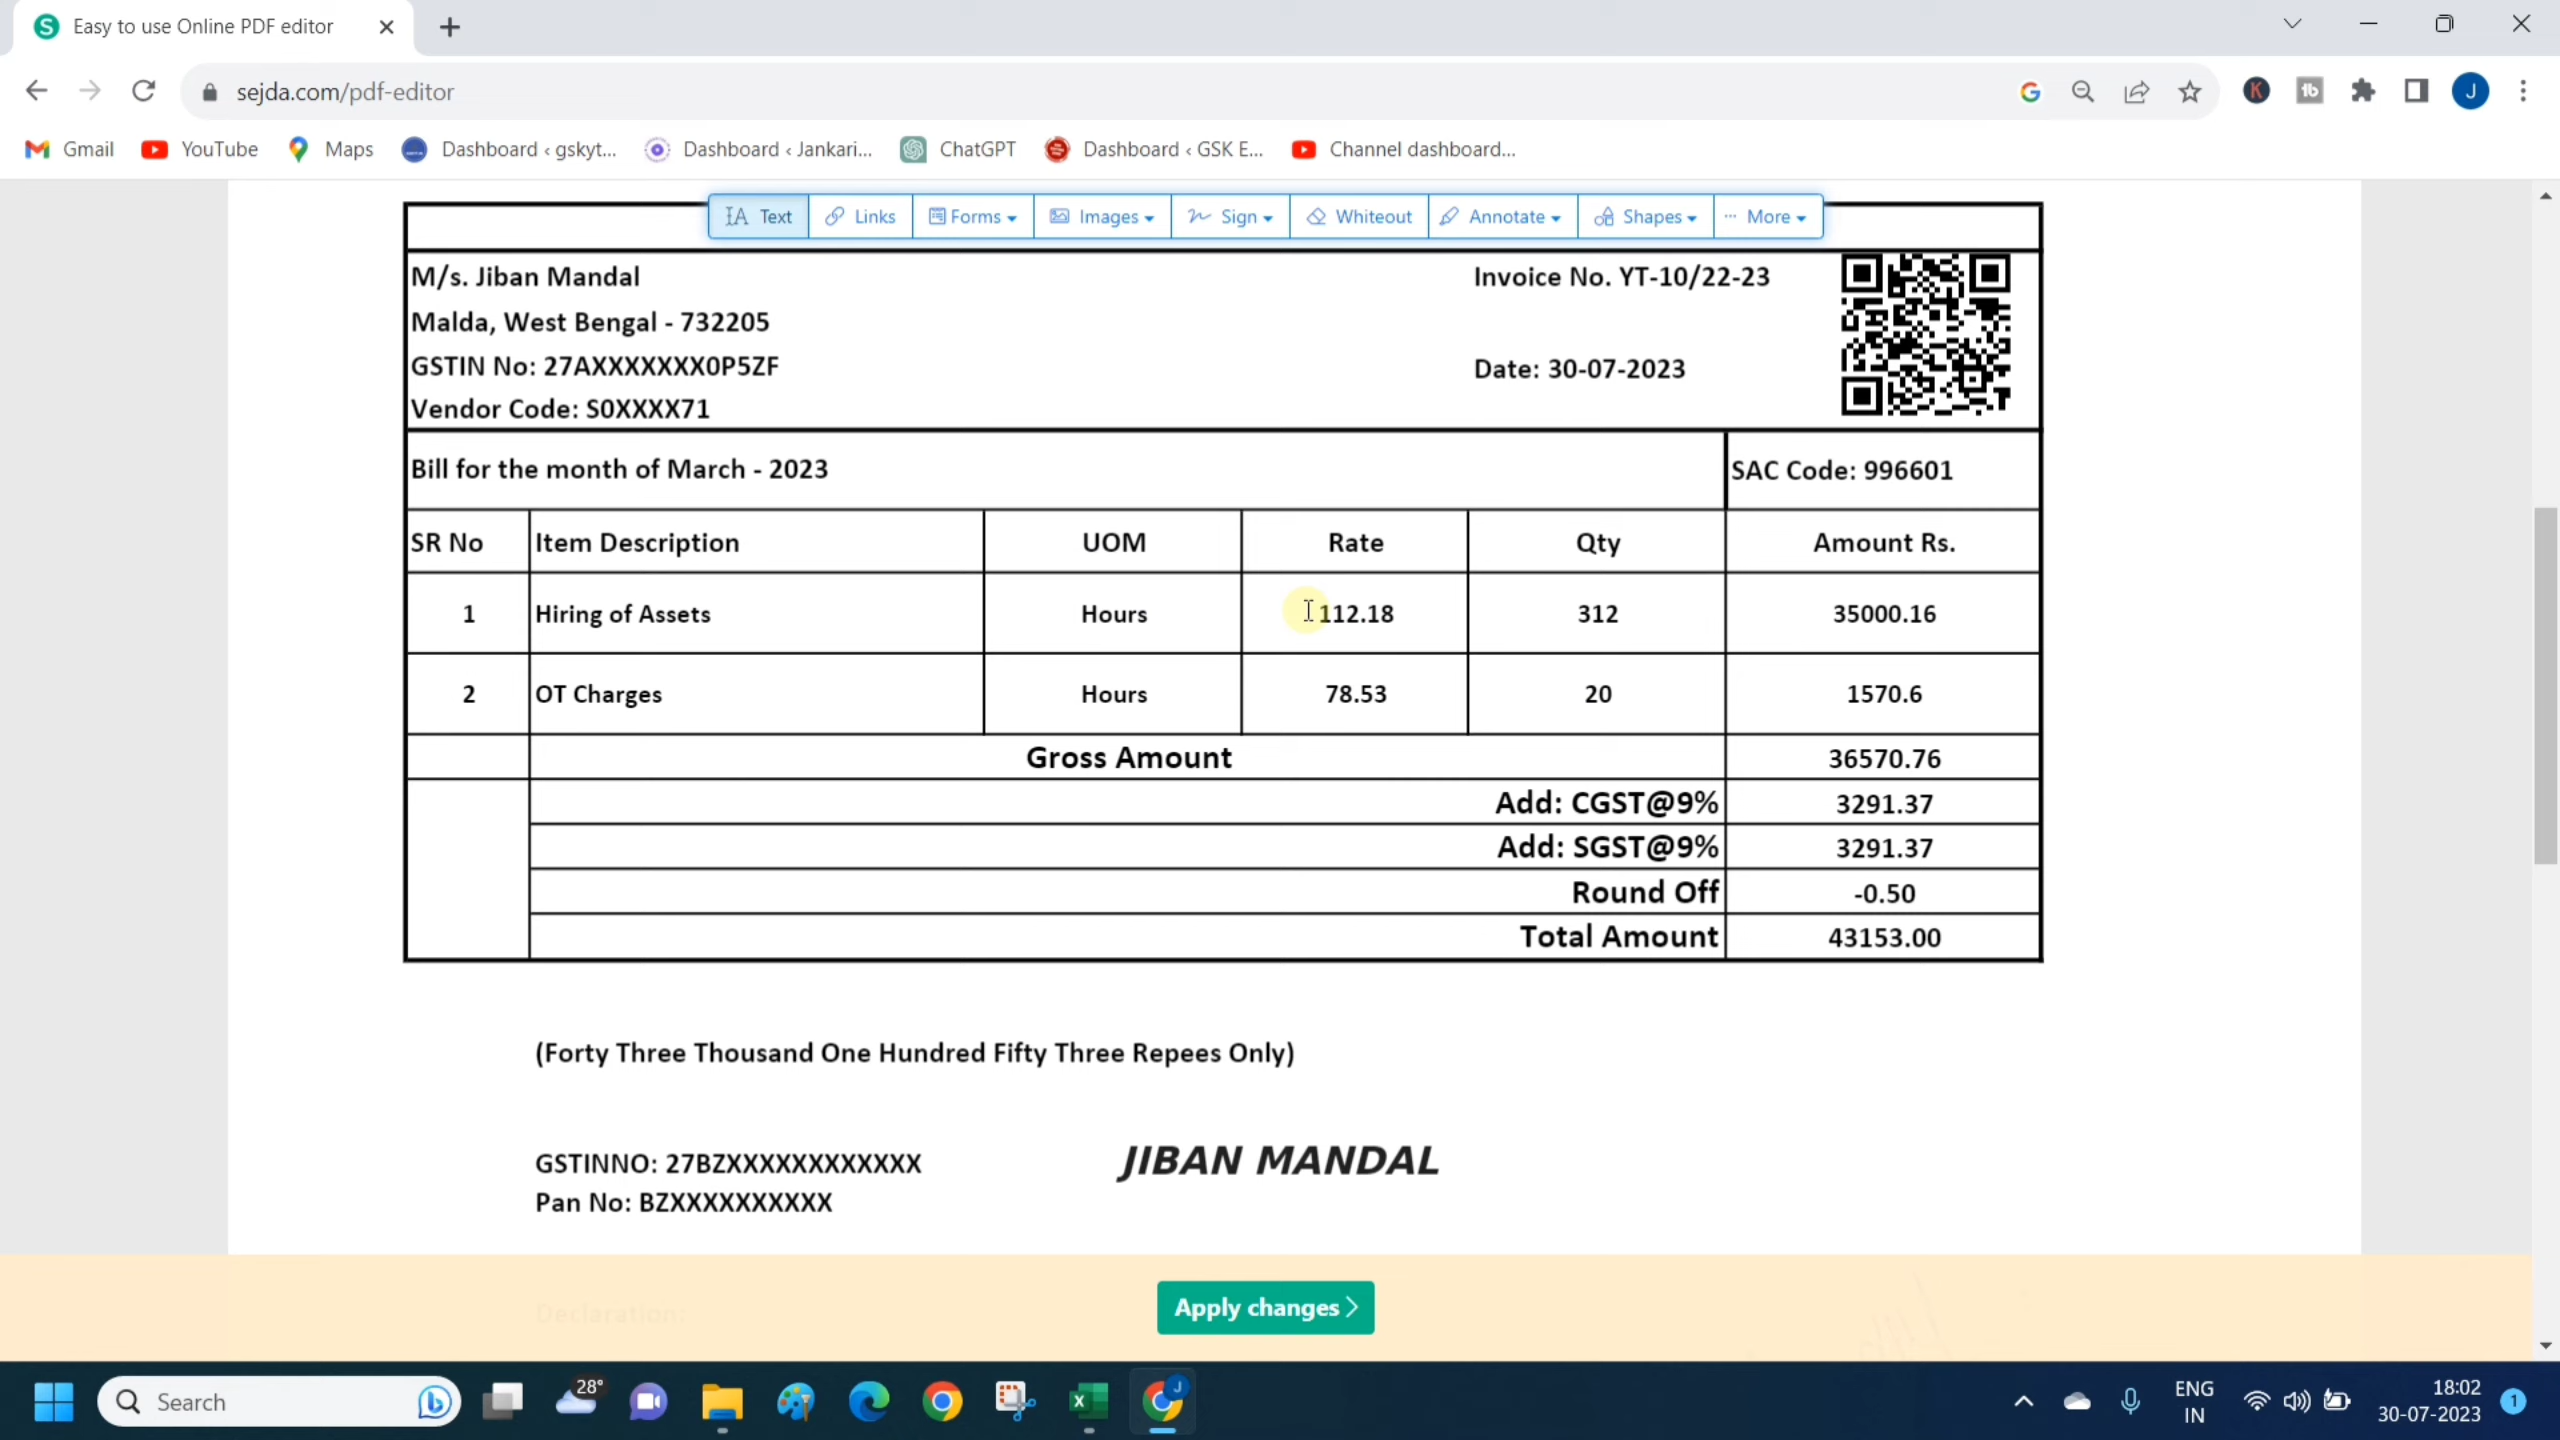 Easy to use Online PDF editor
sejda.com/pdf-editor
Gmail YouTube Maps Dashboard ‹ gskyt... Dashboard ‹ Jankari... ChatGPT Dashboard ‹ GSK E... Channel dashboard...
Text Links Forms Images Sign Whiteout Annotate Shapes More
M/s. Jiban Mandal Invoice No. YT-10/22-23
Malda, West Bengal - 732205
GSTIN No: 27AXXXXXXX0P5ZF Date: 30-07-2023
Vendor Code: S0XXXX71
Bill for the month of March - 2023 SAC Code: 996601
SR No Item Description UOM Rate Qty Amount Rs.
1 Hiring of Assets Hours 112.18 312 35000.16
2 OT Charges Hours 78.53 20 1570.6
Gross Amount 36570.76
Add: CGST@9% 3291.37
Add: SGST@9% 3291.37
Round Off -0.50
Total Amount 43153.00
(Forty Three Thousand One Hundred Fifty Three Repees Only)
GSTINNO: 27BZXXXXXXXXXXXX JIBAN MANDAL
Pan No: BZXXXXXXXXXX
Declaration:
Apply changes
Search 28° ENG 18:02
IN 30-07-2023 1